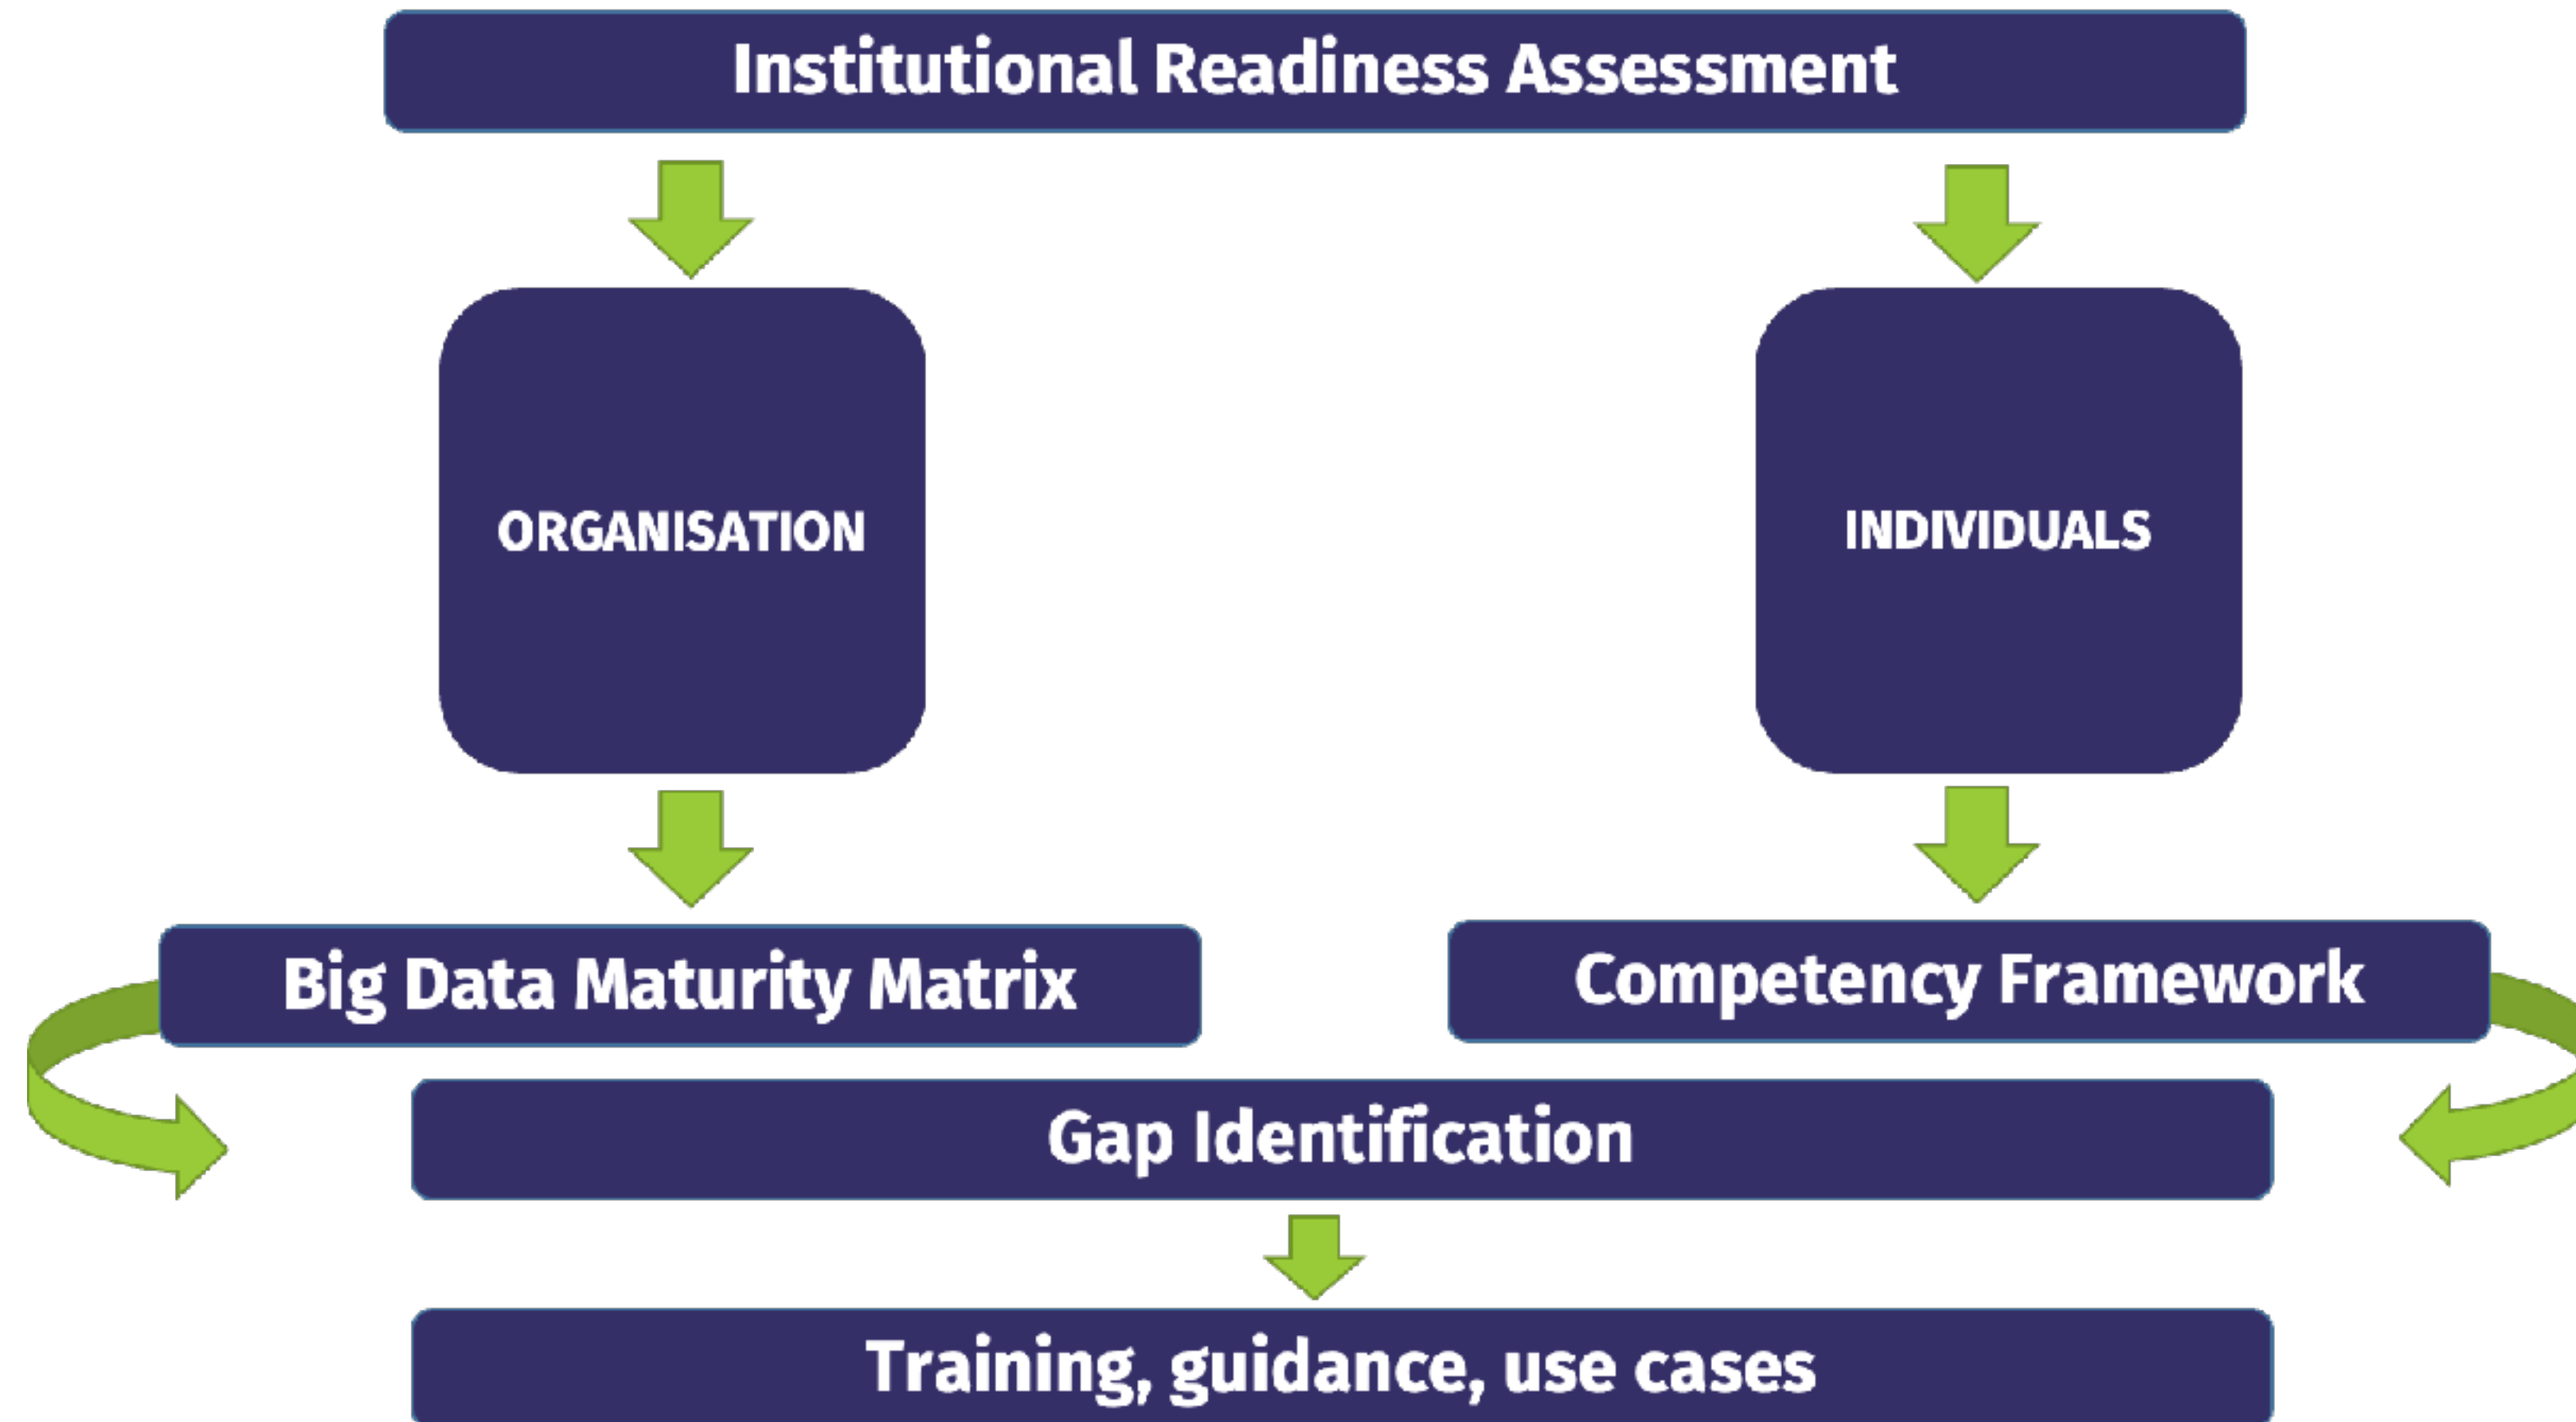 Institutional Readiness Assessment
ORGANISATION
INDIVIDUALS
Big Data Maturity Matrix
Competency Framework
Gap Identification
Training, guidance, use cases